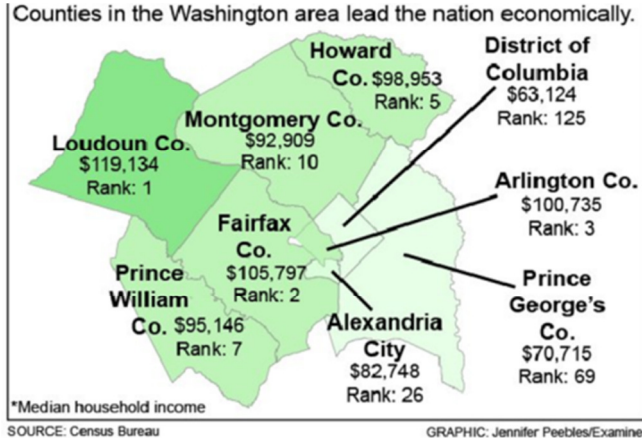 Counties in the Washington area lead the nation economically.
Howard
Co. $98,953
Rank: 5
District of
Columbia
$63,124
Rank: 125
Montgomery Co.
$92,909
Rank: 10
Loudoun Co.
$119,134
Rank: 1
Arlington Co.
$100,735
Rank: 3
Fairfax
Co.
$105,797
Rank: 2
Prince
William
Co. $95,146
Rank: 7
Prince
George's
Co.
$70,715
Rank: 69
Alexandria
City
$82,748
Rank: 26
*Median household income
SOURCE: Census Bureau
GRAPHIC: Jennifer Peebles/Examine